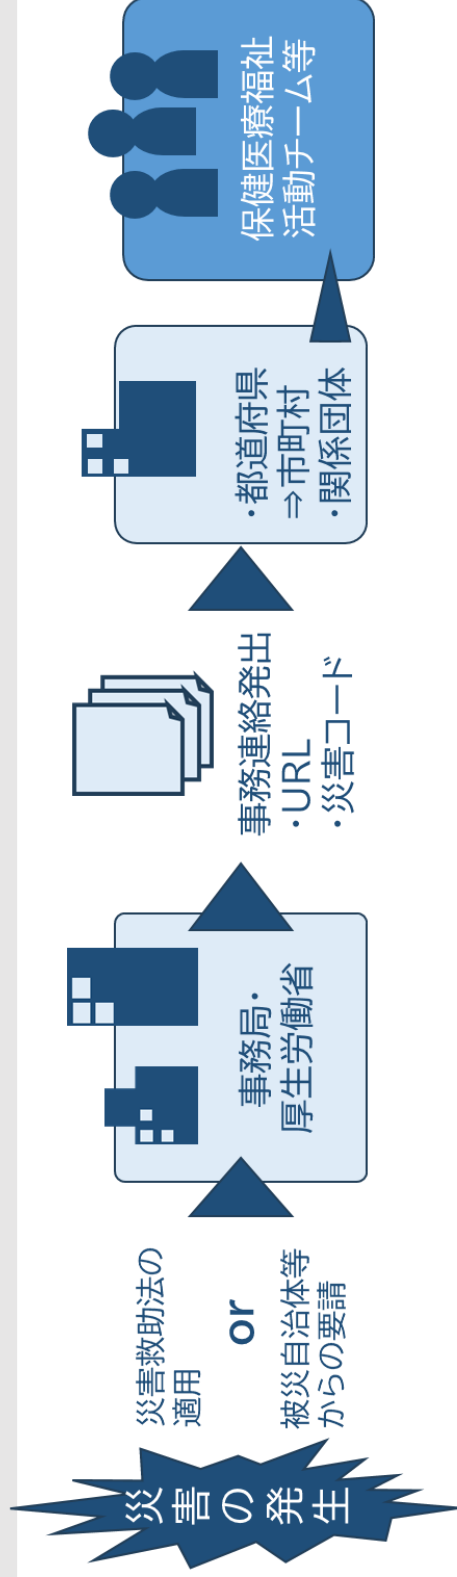 災害の発生
災害救助法の
適用
or
被災自治体等
からの要請
事務局・
厚生労働省
事務連絡発出
・URL
・災害コード
・都道府県
⇒市町村
・関係団体
保健医療福祉
活動チーム等